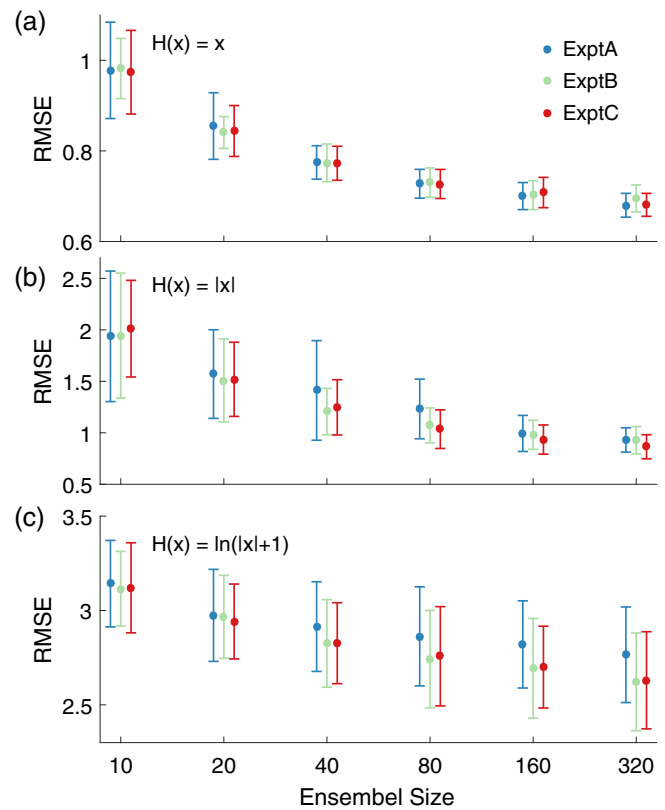 (a)
H(x) = x
ExptA
ExptB
ExptC
RMSE
1
0.8
0.6
(b)
H(x) = |x|
RMSE
2.5
2
1.5
1
0.5
(c)
H(x) = ln(|x|+1)
RMSE
3.5
3
2.5
10 20 40 80 160 320
Ensembel Size